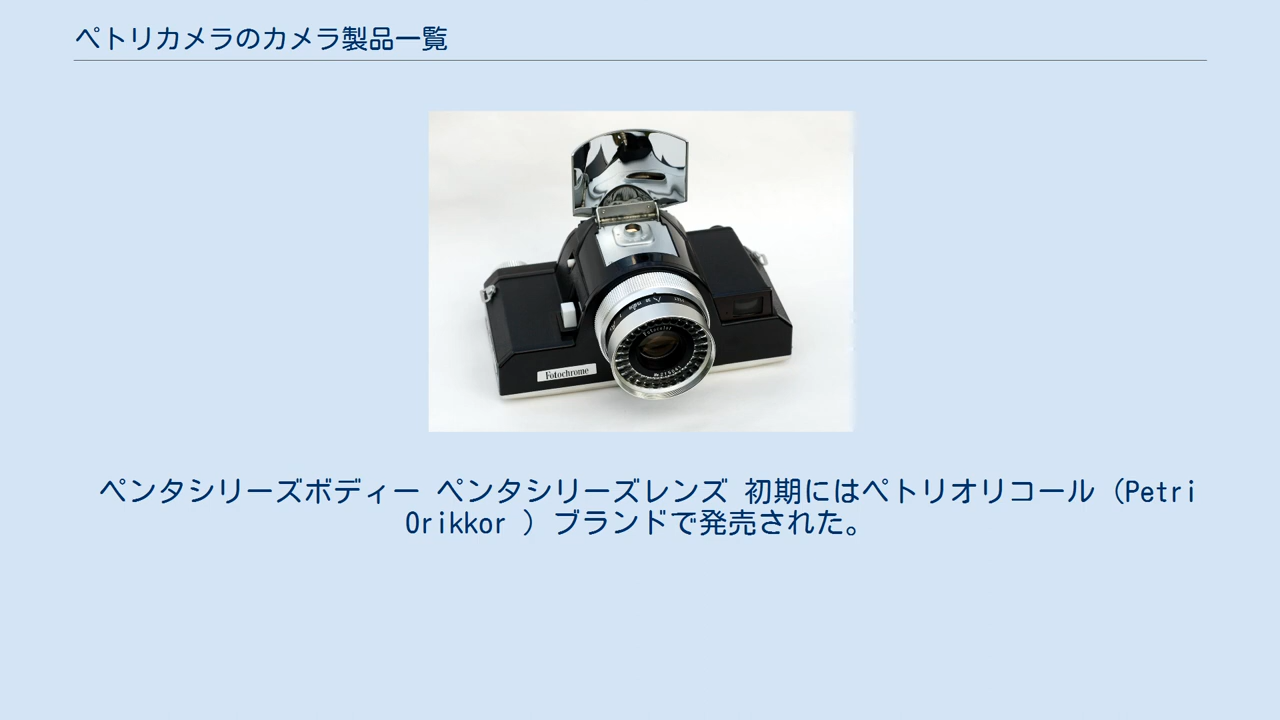 ペトリカメラのカメラ製品一覧
Fotochrome
ペンタシリーズボディー ペンタシリーズレンズ 初期にはペトリオリコール（Petri
Orikkor ）ブランドで発売された。